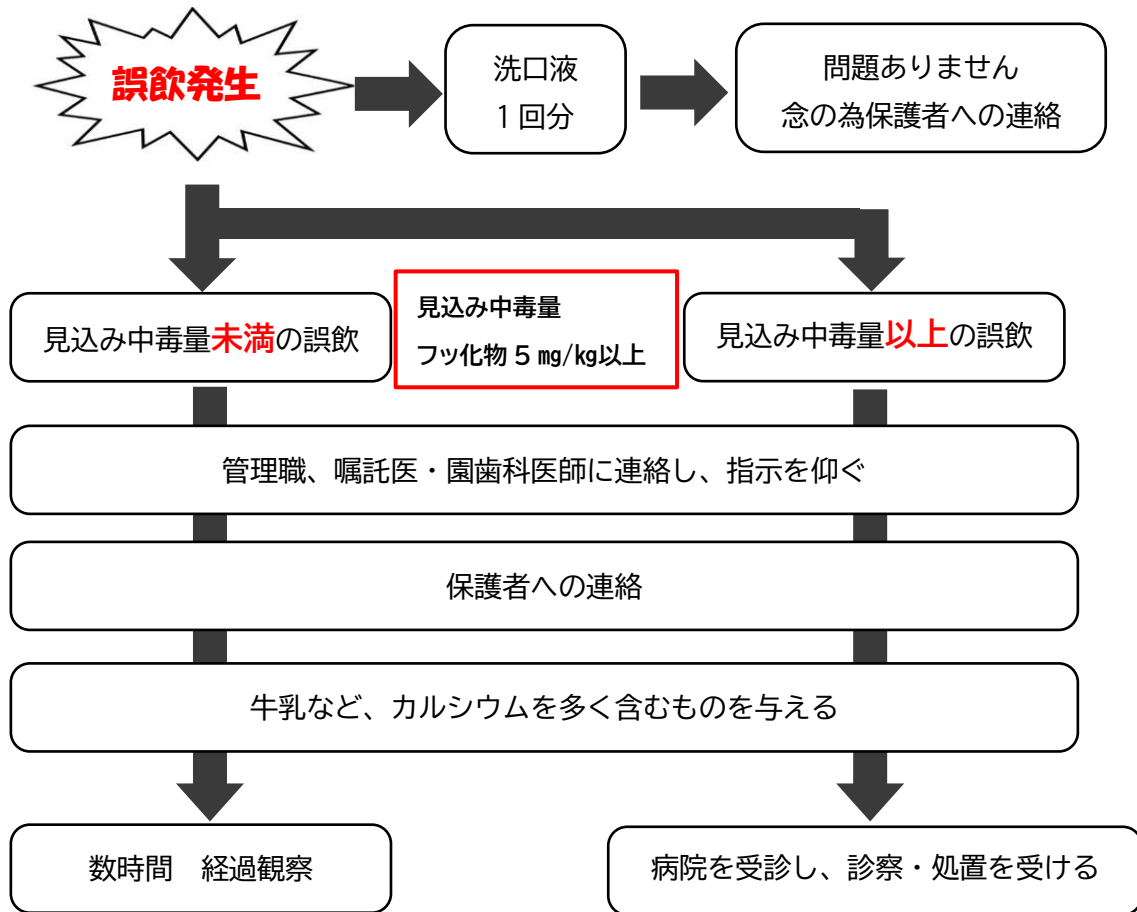 誤飲発生
洗口液
1回分
問題ありません
念の為保護者への連絡
見込み中毒量未満の誤飲
見込み中毒量
フッ化物5㎎/㎏以上
見込み中毒量以上の誤飲
管理職、嘱託医・園歯科医師に連絡し、指示を仰ぐ
保護者への連絡
牛乳など、カルシウムを多く含むものを与える
数時間　経過観察
病院を受診し、診察・処置を受ける